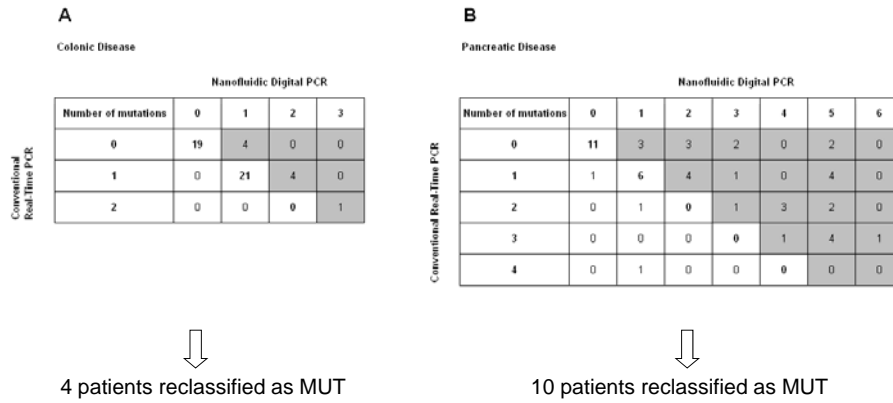 A
Colonic Disease
Nanofluidic Digital PCR
Number of mutations 0 1 2 3
0 19 4 0 0
1 0 21 4 0
2 0 0 0 1
Conventional
Real-Time PCR
4 patients reclassified as MUT
B
Pancreatic Disease
Nanofluidic Digital PCR
Number of mutations 0 1 2 3 4 5 6
0 11 3 3 2 0 2 0
1 1 6 4 1 0 4 0
2 0 1 0 1 3 2 0
3 0 0 0 0 1 4 1
4 0 1 0 0 0 0 0
Conventional Real-Time PCR
10 patients reclassified as MUT